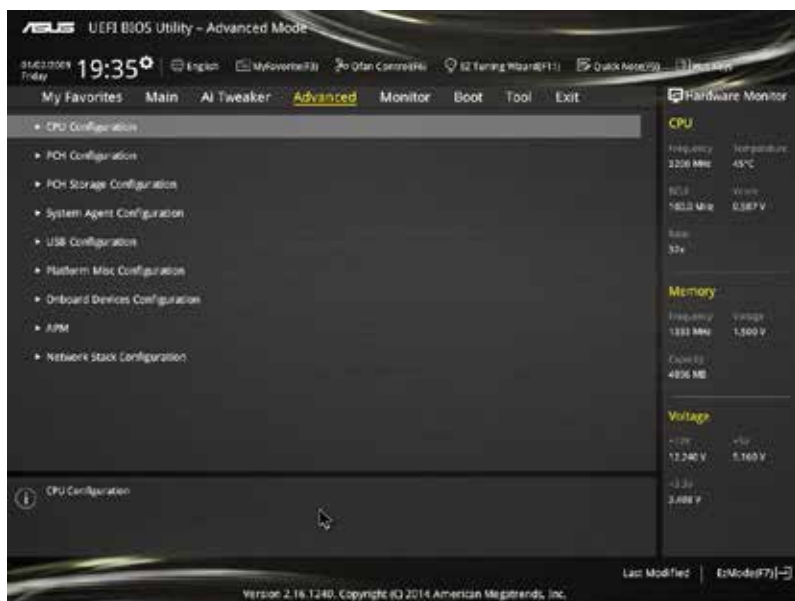 ASUS UEFI BIOS Utility – Advanced Mode
Friday 19:35 English MyFavorite(F3) Qfan Control(F6) EZ Tuning Wizard(F11) Quick Note(F9)
My Favorites Main Ai Tweaker Advanced Monitor Boot Tool Exit
Hardware Monitor
CPU Configuration
PCH Configuration
PCH Storage Configuration
System Agent Configuration
USB Configuration
Platform Misc Configuration
Onboard Devices Configuration
APM
Network Stack Configuration
CPU
Frequency Temperature
3200 MHz 45°C
BCLK Vcore
100.0 MHz
Ratio
32x
Memory
Frequency Voltage
1333 MHz 1.500 V
Capacity
4096 MB
Voltage
+12V +5V
12.240 V 5.160 V
+3.3V
CPU Configuration
Last Modified EzMode(F7)
Version 2.16.1240. Copyright (C) 2014 American Megatrends, Inc.